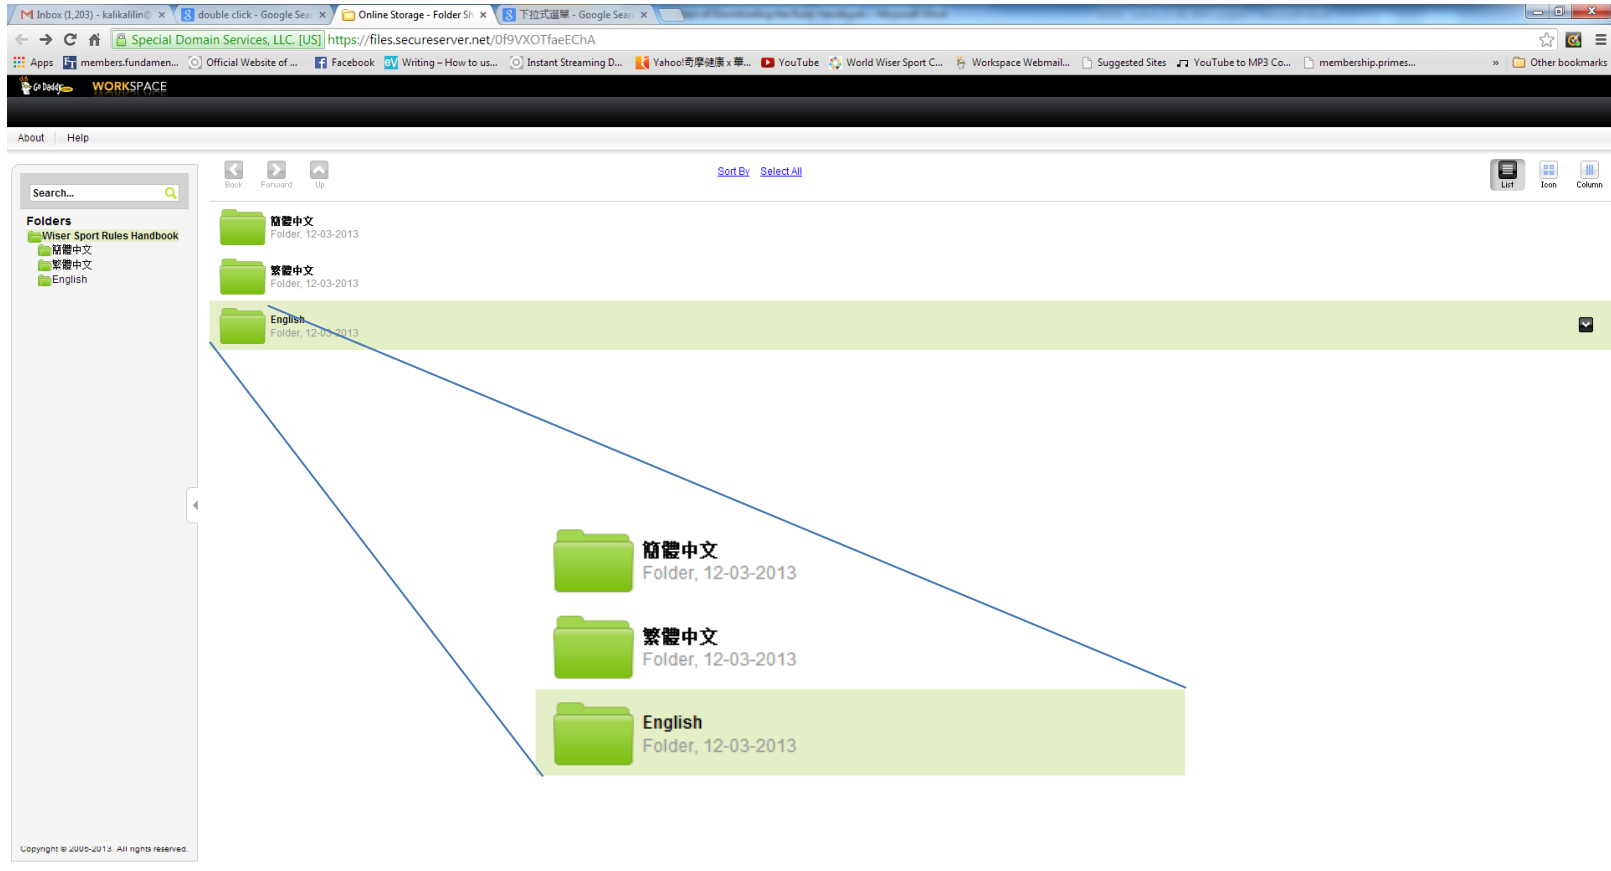 Inbox (1,203) - kalikalilin@
double click - Google Sear
Online Storage - Folder Sh
下拉式選單 - Google Sear
Special Domain Services, LLC. [US] https://files.secureserver.net/0f9VXOTfaeEChA
Apps members.fundamen... Official Website of ... Facebook Writing – How to us... Instant Streaming D... Yahoo!奇摩健康 x 華... YouTube World Wiser Sport C... Workspace Webmail... Suggested Sites YouTube to MP3 Co... membership.primes... » Other bookmarks
Go Daddy.com WORKSPACE
About Help
Back Forward Up
Sort By Select All
List Icon Column
Search...
Folders
Wiser Sport Rules Handbook
簡體中文
繁體中文
English
簡體中文
Folder, 12-03-2013
繁體中文
Folder, 12-03-2013
English
Folder, 12-03-2013
簡體中文
Folder, 12-03-2013
繁體中文
Folder, 12-03-2013
English
Folder, 12-03-2013
Copyright © 2005-2013. All rights reserved.